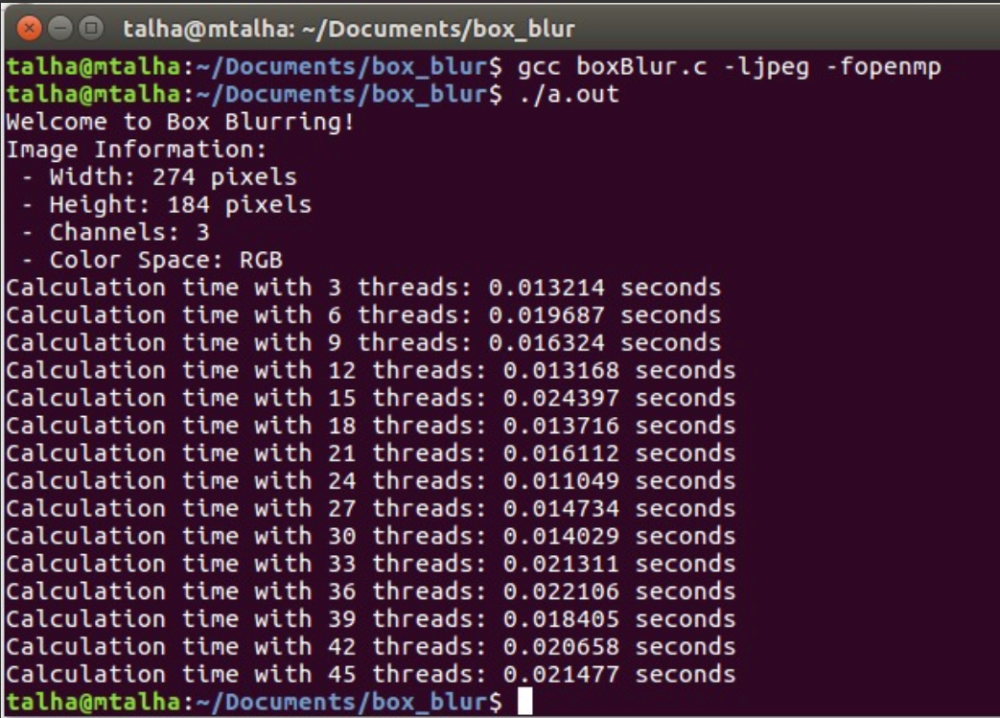 talha@mtalha: ~/Documents/box_blur
talha@mtalha:~/Documents/box_blur$ gcc boxBlur.c -ljpeg -fopenmp
talha@mtalha:~/Documents/box_blur$ ./a.out
Welcome to Box Blurring!
Image Information:
 - Width: 274 pixels
 - Height: 184 pixels
 - Channels: 3
 - Color Space: RGB
Calculation time with 3 threads: 0.013214 seconds
Calculation time with 6 threads: 0.019687 seconds
Calculation time with 9 threads: 0.016324 seconds
Calculation time with 12 threads: 0.013168 seconds
Calculation time with 15 threads: 0.024397 seconds
Calculation time with 18 threads: 0.013716 seconds
Calculation time with 21 threads: 0.016112 seconds
Calculation time with 24 threads: 0.011049 seconds
Calculation time with 27 threads: 0.014734 seconds
Calculation time with 30 threads: 0.014029 seconds
Calculation time with 33 threads: 0.021311 seconds
Calculation time with 36 threads: 0.022106 seconds
Calculation time with 39 threads: 0.018405 seconds
Calculation time with 42 threads: 0.020658 seconds
Calculation time with 45 threads: 0.021477 seconds
talha@mtalha:~/Documents/box_blur$